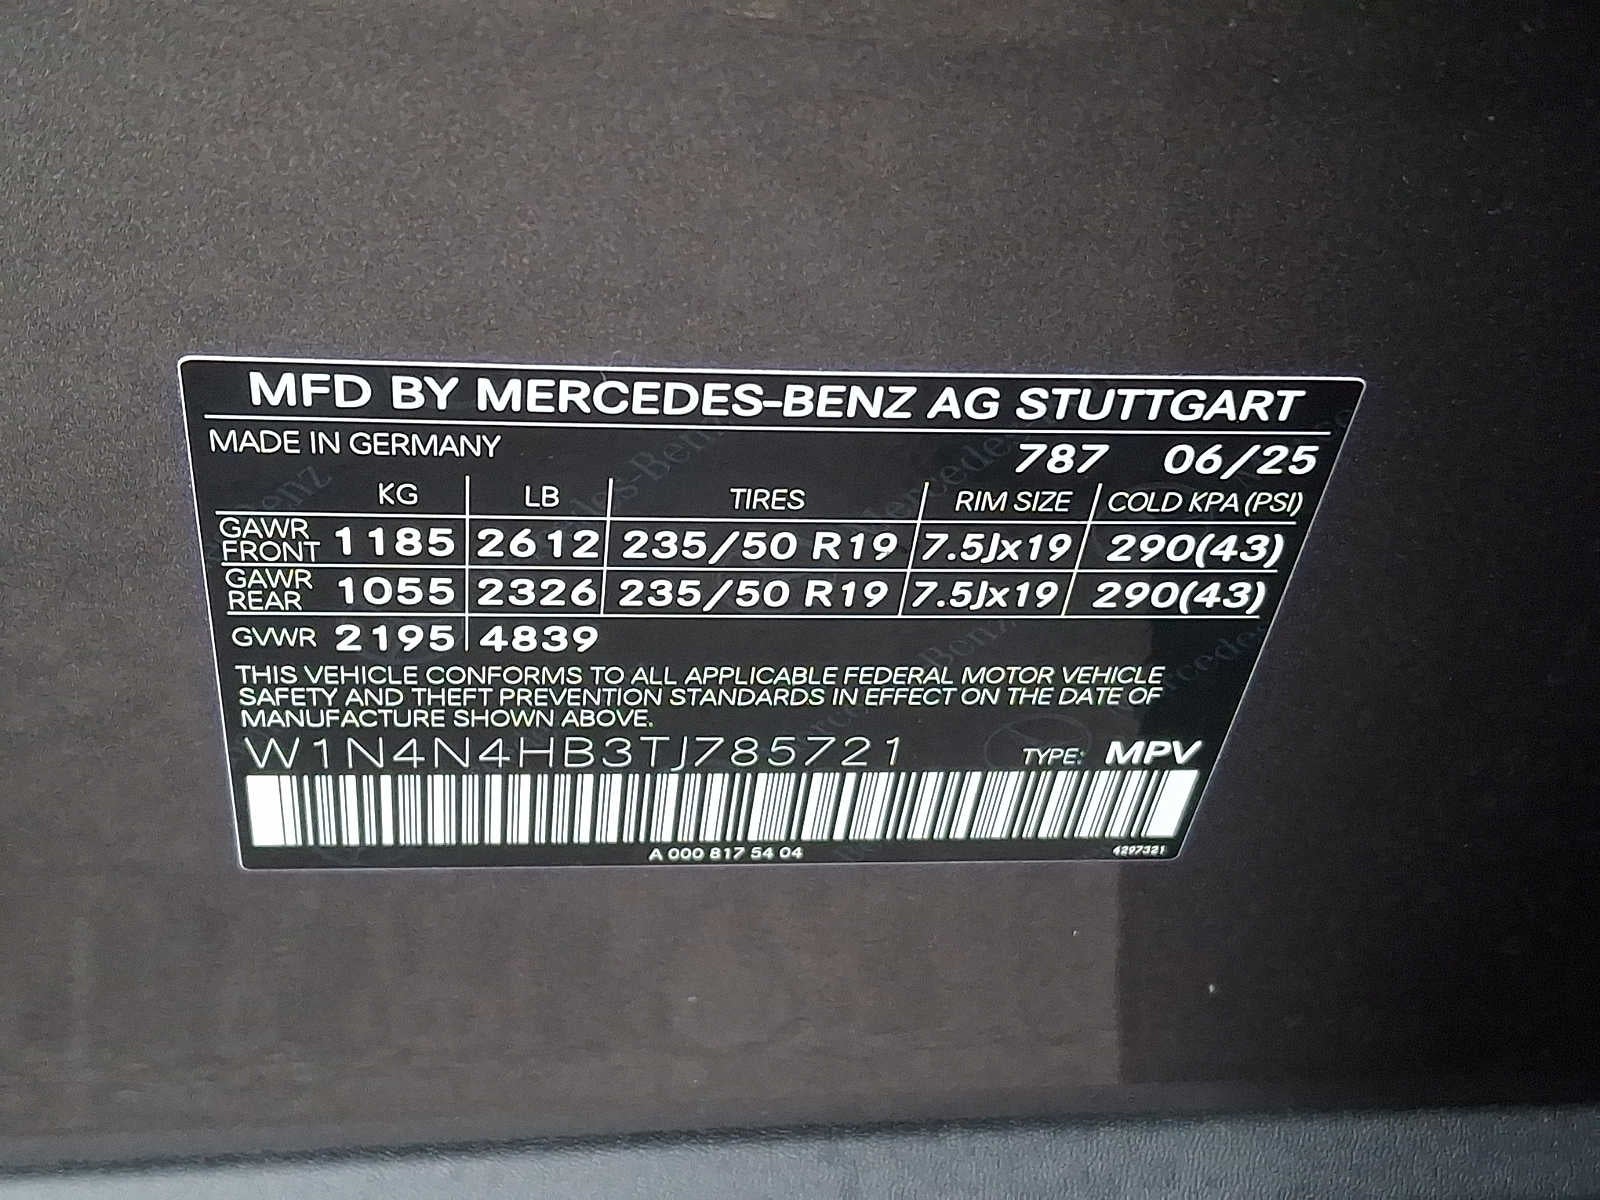 MFD BY MERCEDES-BENZ AG STUTTGART
MADE IN GERMANY 787 06/25
KG LB TIRES RIM SIZE COLD KPA (PSI)
GAWR FRONT 1185 2612 235/50 R19 7.5Jx19 290(43)
GAWR REAR 1055 2326 235/50 R19 7.5Jx19 290(43)
GVWR 2195 4839
THIS VEHICLE CONFORMS TO ALL APPLICABLE FEDERAL MOTOR VEHICLE
SAFETY AND THEFT PREVENTION STANDARDS IN EFFECT ON THE DATE OF
MANUFACTURE SHOWN ABOVE.
W1N4N4HB3TJ785721 TYPE: MPV
A 000 817 54 04 4297321